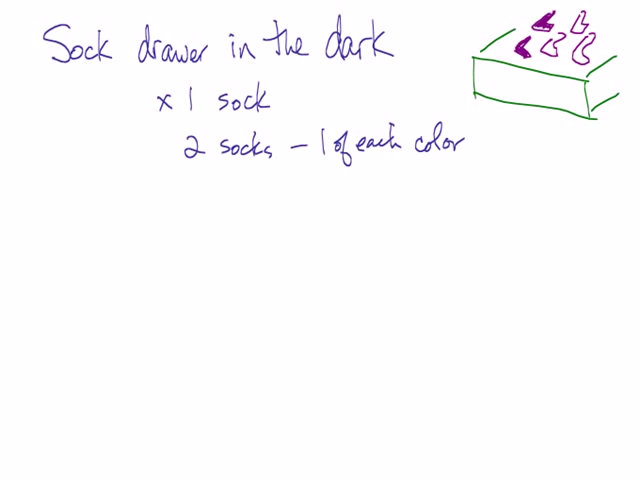 Sock drawer in the dark
x 1 sock
2 socks – 1 of each color